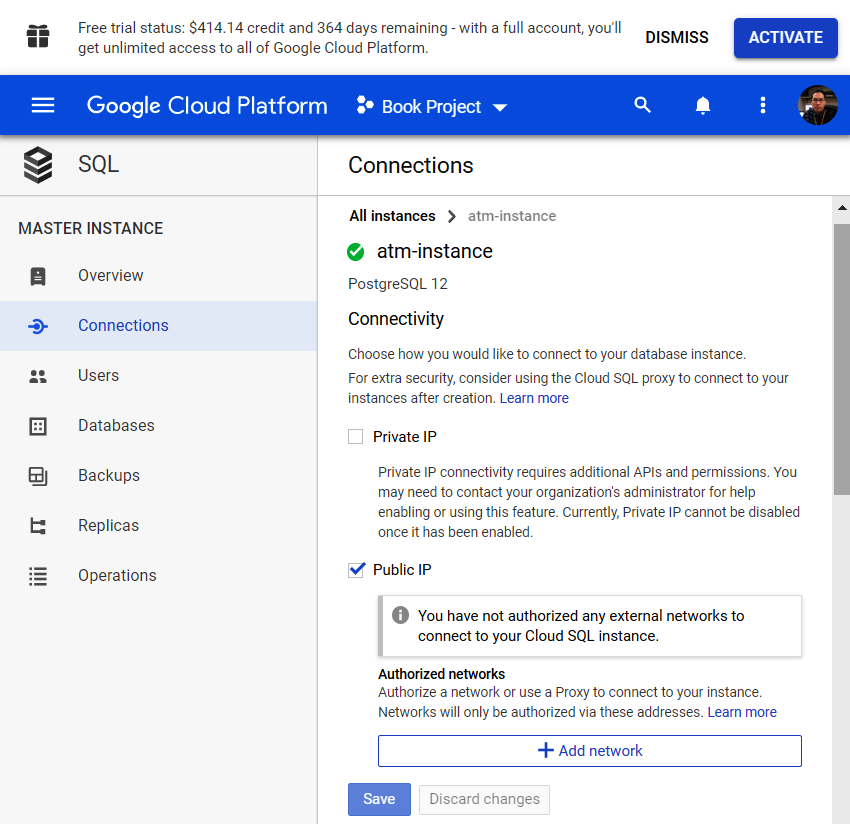 Free trial status: $414.14 credit and 364 days remaining - with a full account, you'll
get unlimited access to all of Google Cloud Platform.
DISMISS
ACTIVATE
Google Cloud Platform
Book Project
SQL
Connections
MASTER INSTANCE
Overview
Connections
Users
Databases
Backups
Replicas
Operations
All instances
atm-instance
atm-instance
PostgreSQL 12
Connectivity
Choose how you would like to connect to your database instance.
For extra security, consider using the Cloud SQL proxy to connect to your
instances after creation. Learn more
Private IP
Private IP connectivity requires additional APIs and permissions. You
may need to contact your organization's administrator for help
enabling or using this feature. Currently, Private IP cannot be disabled
once it has been enabled.
Public IP
You have not authorized any external networks to
connect to your Cloud SQL instance.
Authorized networks
Authorize a network or use a Proxy to connect to your instance.
Networks will only be authorized via these addresses. Learn more
Add network
Save
Discard changes